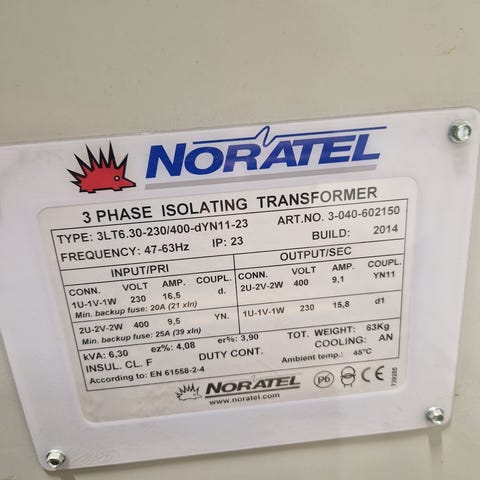 NORATEL
3 PHASE ISOLATING TRANSFORMER
TYPE: 3LT6.30-230/400-dYN11-23 ART.NO. 3-040-602150
FREQUENCY: 47-63Hz IP: 23 BUILD: 2014
INPUT/PRI OUTPUT/SEC
CONN. VOLT AMP. COUPL. CONN. VOLT AMP. COUPL.
1U-1V-1W 230 16,5 d. 2U-2V-2W 400 9,1 YN11
Min. backup fuse: 20A (21 xIn)
2U-2V-2W 400 9,5 YN. 1U-1V-1W 230 15,8 d1
Min. backup fuse: 25A (39 xIn)
kVA: 6,30 ez%: 4,08 er%: 3,90 TOT. WEIGHT: 63Kg
INSUL. CL. F DUTY CONT. COOLING: AN
According to: EN 61558-2-4 Ambient temp.: 45°C
NORATEL
www.noratel.com
Pb
CE
739255